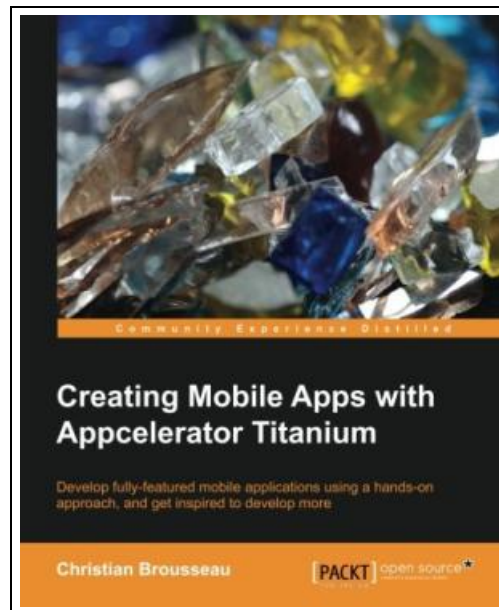 Community Experience Distilled
Creating Mobile Apps with
Appcelerator Titanium
Develop fully-featured mobile applications using a hands-on
approach, and get inspired to develop more
Christian Brousseau
[PACKT] open source*